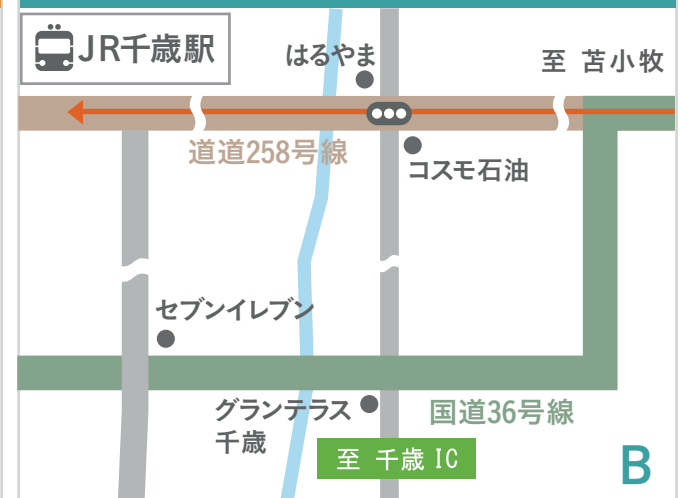 JR千歳駅
はるやま
至 苫小牧
道道258号線
コスモ石油
セブンイレブン
グランテラス
千歳
国道36号線
至 千歳 IC
B